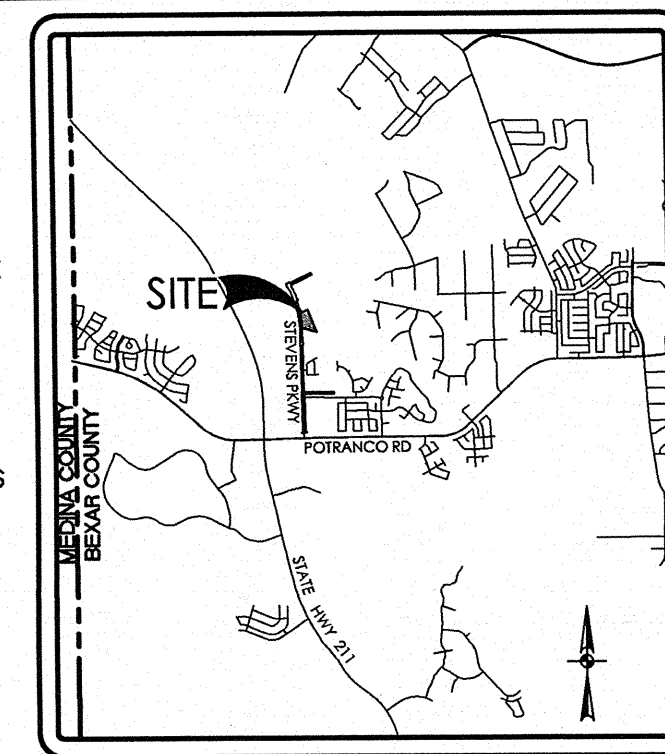 SITE
STEVENS PKWY
POTRANCO RD
MEDINA COUNTY
BEXAR COUNTY
STATE HWY 211